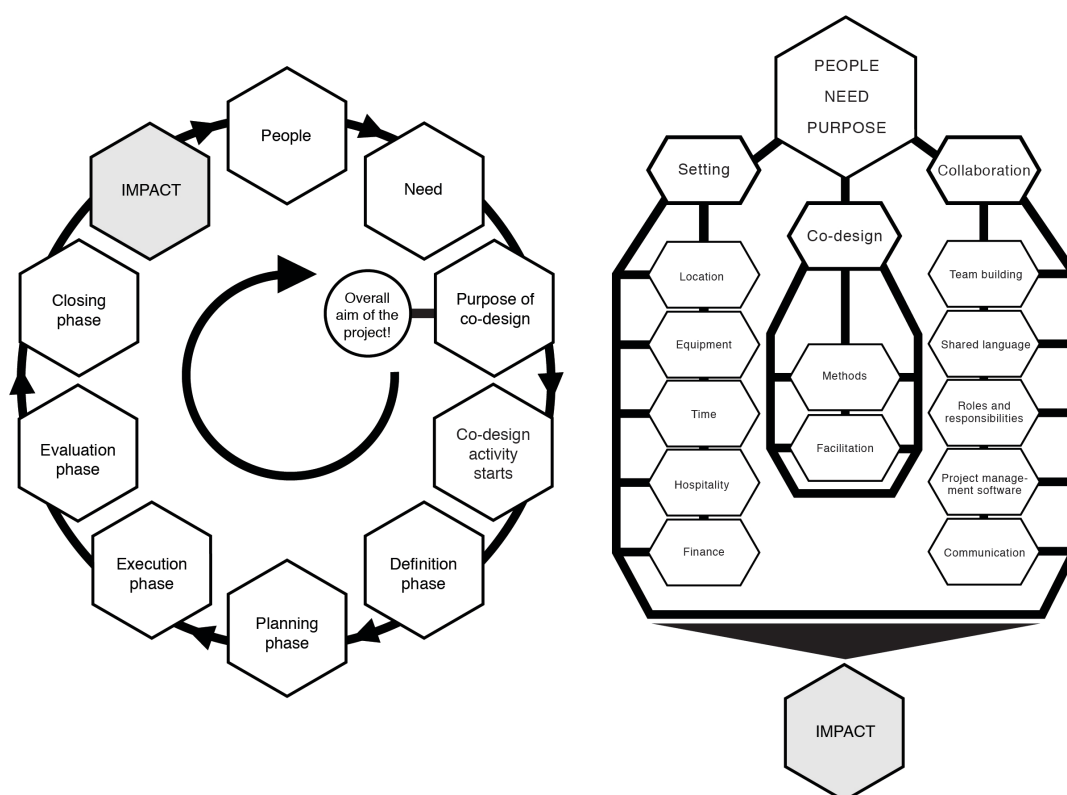 People
IMPACT
Need
Closing
phase
Overall
aim of the
project!
Purpose of
co-design
Evaluation
phase
Co-design
activity
starts
Execution
phase
Definition
phase
Planning
phase
PEOPLE
NEED
PURPOSE
Setting
Collaboration
Co-design
Location
Equipment
Time
Hospitality
Finance
Methods
Facilitation
Team building
Shared language
Roles and
responsibilities
Project manage-
ment software
Communication
IMPACT